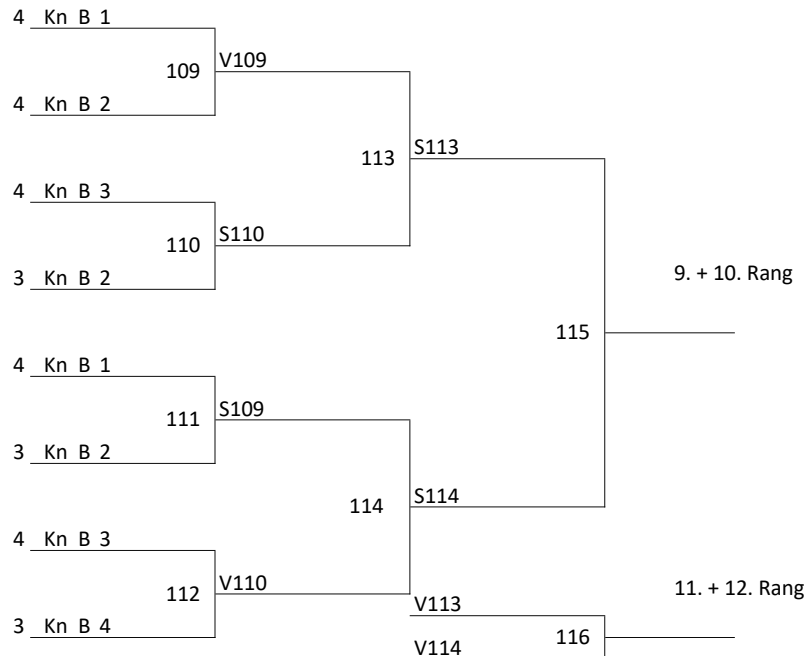 4 Kn B 1
109 V109
4 Kn B 2
113 S113
4 Kn B 3
110 S110
3 Kn B 2
9. + 10. Rang
115
4 Kn B 1
111 S109
3 Kn B 2
114 S114
4 Kn B 3
112 V110
11. + 12. Rang
V113
3 Kn B 4
116
V114